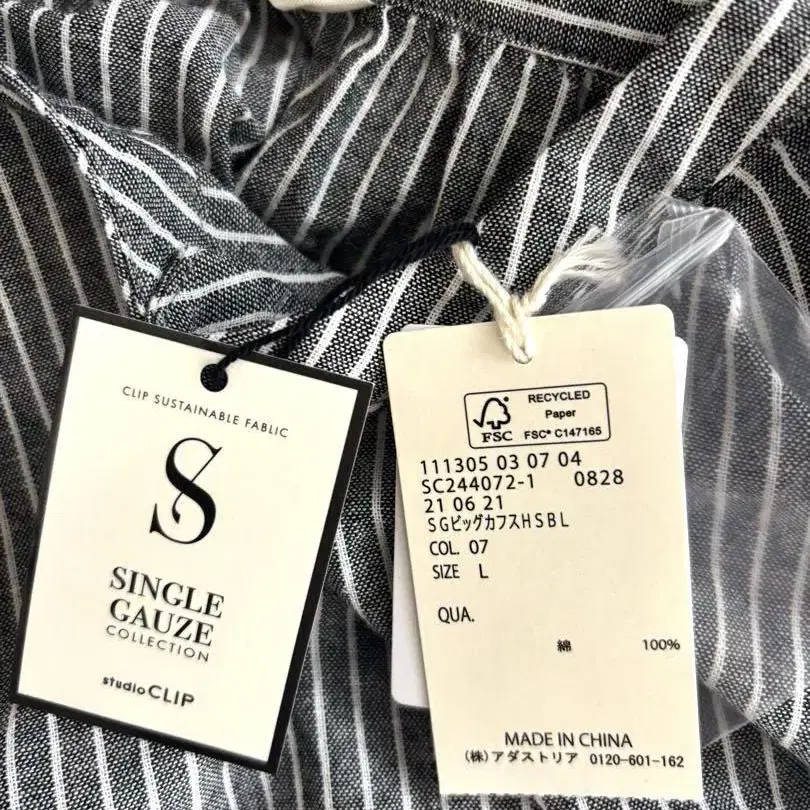 CLIP SUSTAINABLE FABLIC
S
SINGLE
GAUZE
COLLECTION
studio CLIP
RECYCLED
Paper
FSC
FSC® C147165
111305 03 07 04
SC244072-1 0828
21 06 21
SGビッグカフスHSBL
COL. 07
SIZE L
QUA.
綿 100%
MADE IN CHINA
(株)アダストリア 0120-601-162